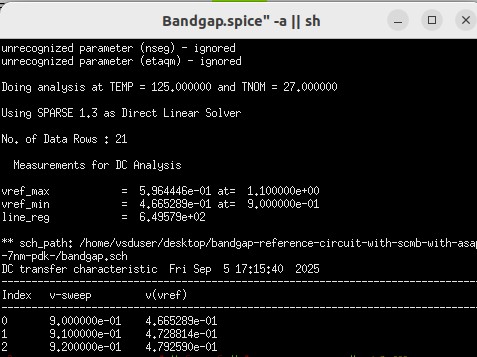 Bandgap.spice" -a || sh
unrecognized parameter (nseg) - ignored
unrecognized parameter (etaqm) - ignored
Doing analysis at TEMP = 125.000000 and TNOM = 27.000000
Using SPARSE 1.3 as Direct Linear Solver
No. of Data Rows : 21
Measurements for DC Analysis
vref_max = 5.964446e-01 at= 1.100000e+00
vref_min = 4.665289e-01 at= 9.000000e-01
line_reg = 6.49579e+02
** sch_path: /home/vsduser/desktop/bandgap-reference-circuit-with-scmb-with-asap
-7nm-pdk-/bandgap.sch
DC transfer characteristic Fri Sep 5 17:15:40 2025
--------------------------------------------------------------------------------
Index v-sweep v(vref)
--------------------------------------------------------------------------------
0 9.000000e-01 4.665289e-01
1 9.100000e-01 4.728814e-01
2 9.200000e-01 4.792590e-01